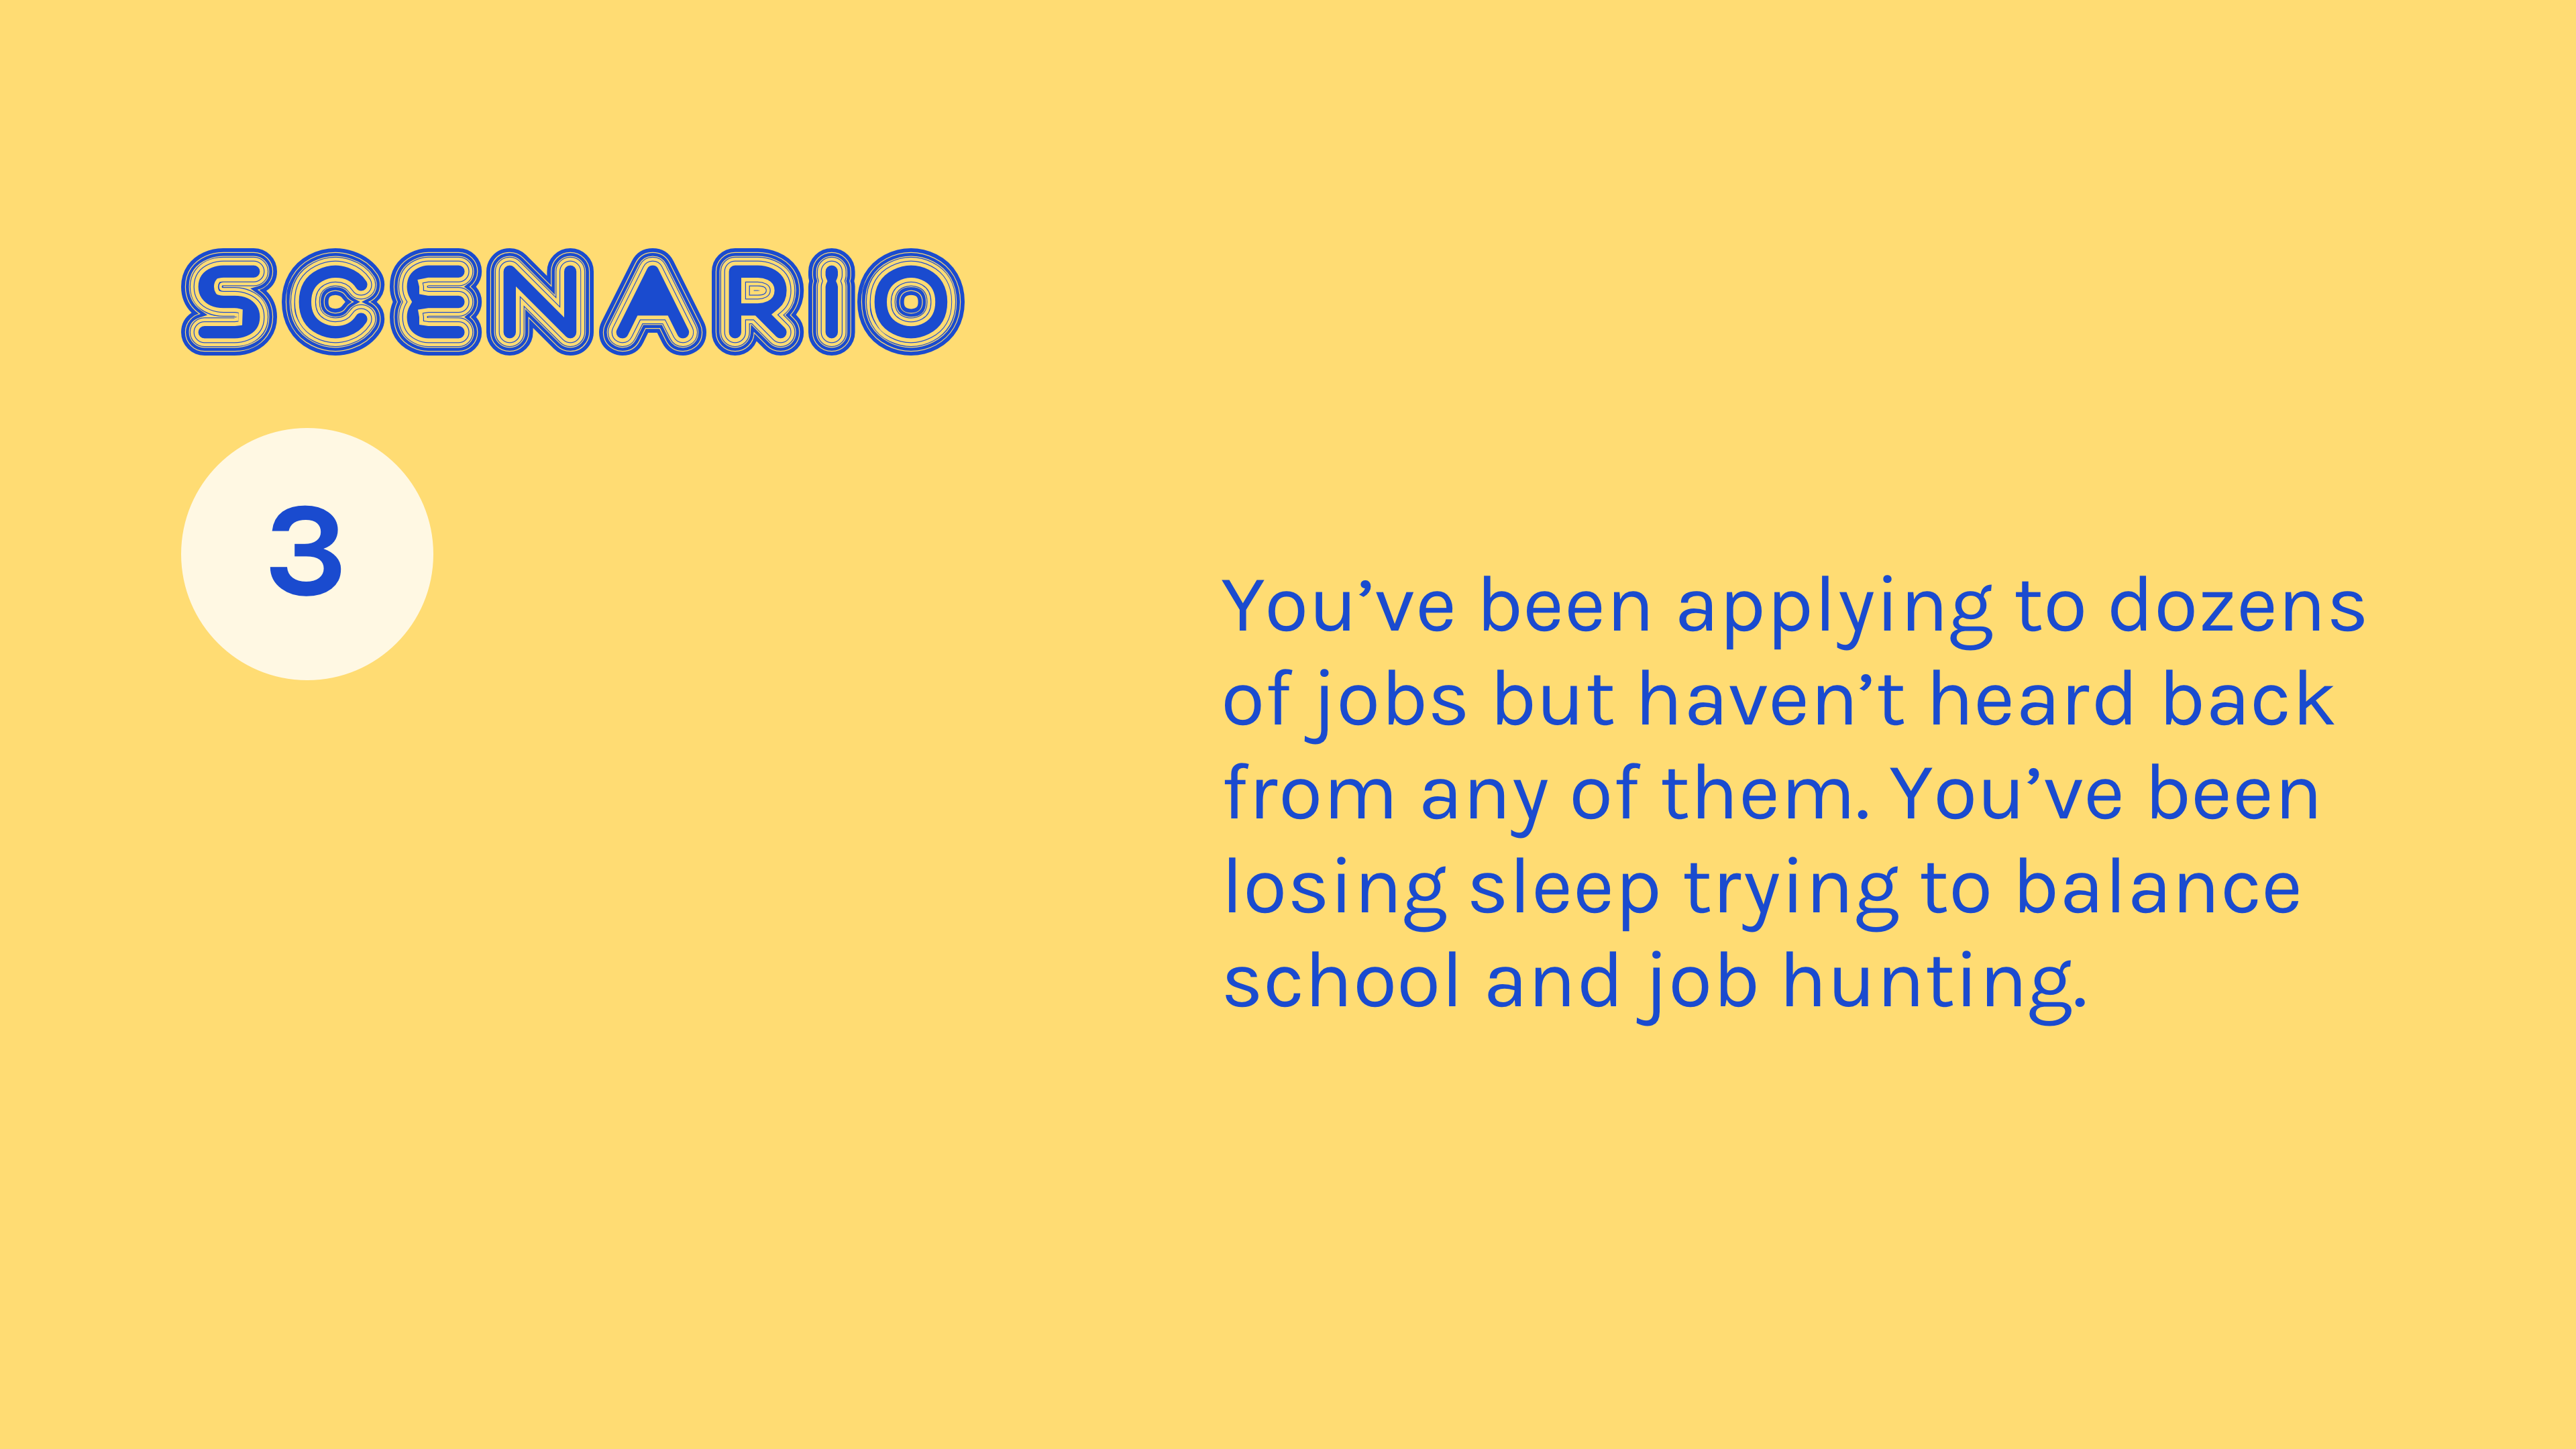 SCENARIO
3
You’ve been applying to dozens
of jobs but haven’t heard back
from any of them. You’ve been
losing sleep trying to balance
school and job hunting.